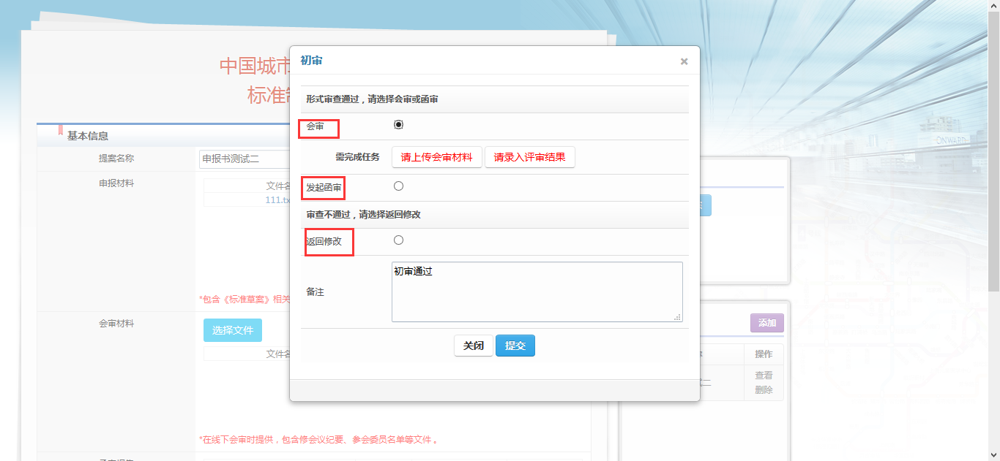 中国城市
标准制
基本信息
提案名称
申报书测试二
申报材料
文件名
111.tx
*包含《标准草案》相关
会审材料
选择文件
文件名
*在线下会审时提供，包含修会议纪要、参会委员名单等文件。
初审
×
形式审查通过，请选择会审或函审
会审
需完成任务
请上传会审材料
请录入评审结果
发起函审
审查不通过，请选择返回修改
返回修改
备注
初审通过
关闭
提交
添加
操作
二
查看
删除
ONWARD